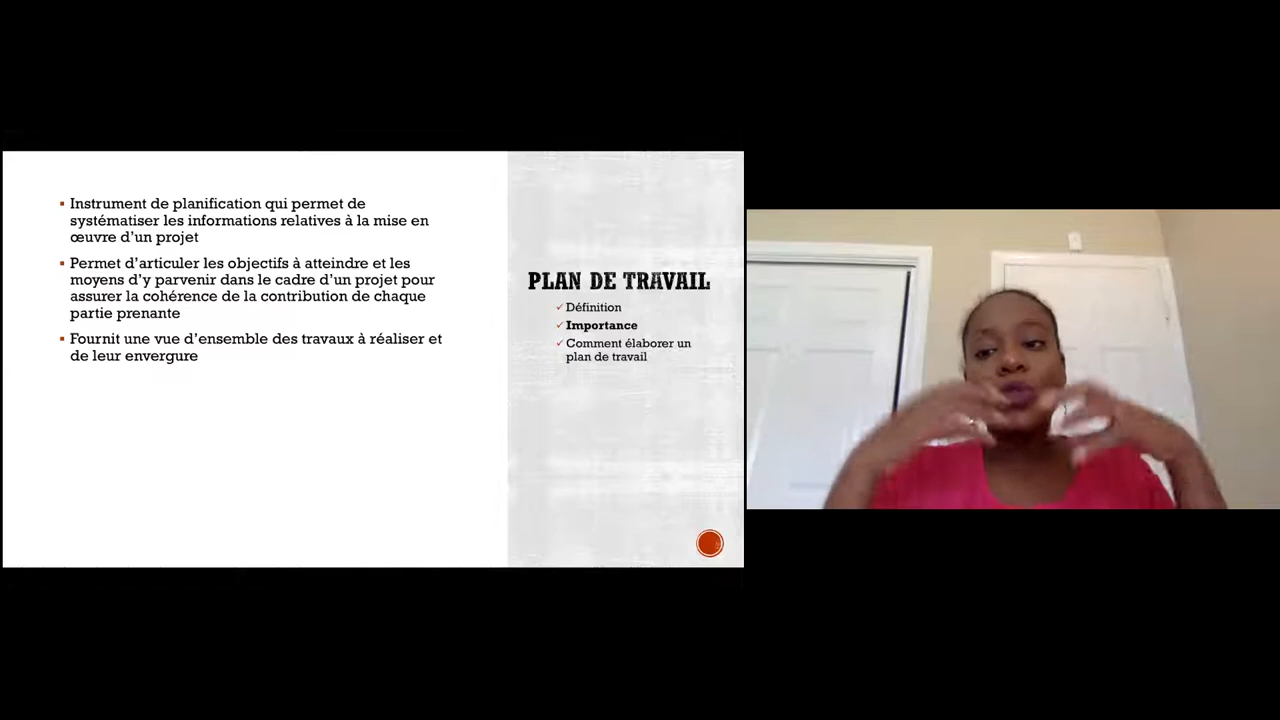 Instrument de planification qui permet de
systématiser les informations relatives à la mise en
œuvre d'un projet
Permet d'articuler les objectifs à atteindre et les
moyens d'y parvenir dans le cadre d'un projet pour
assurer la cohérence de la contribution de chaque
partie prenante
Fournit une vue d'ensemble des travaux à réaliser et
de leur envergure
PLAN DE TRAVAIL
Définition
Importance
Comment élaborer un
plan de travail